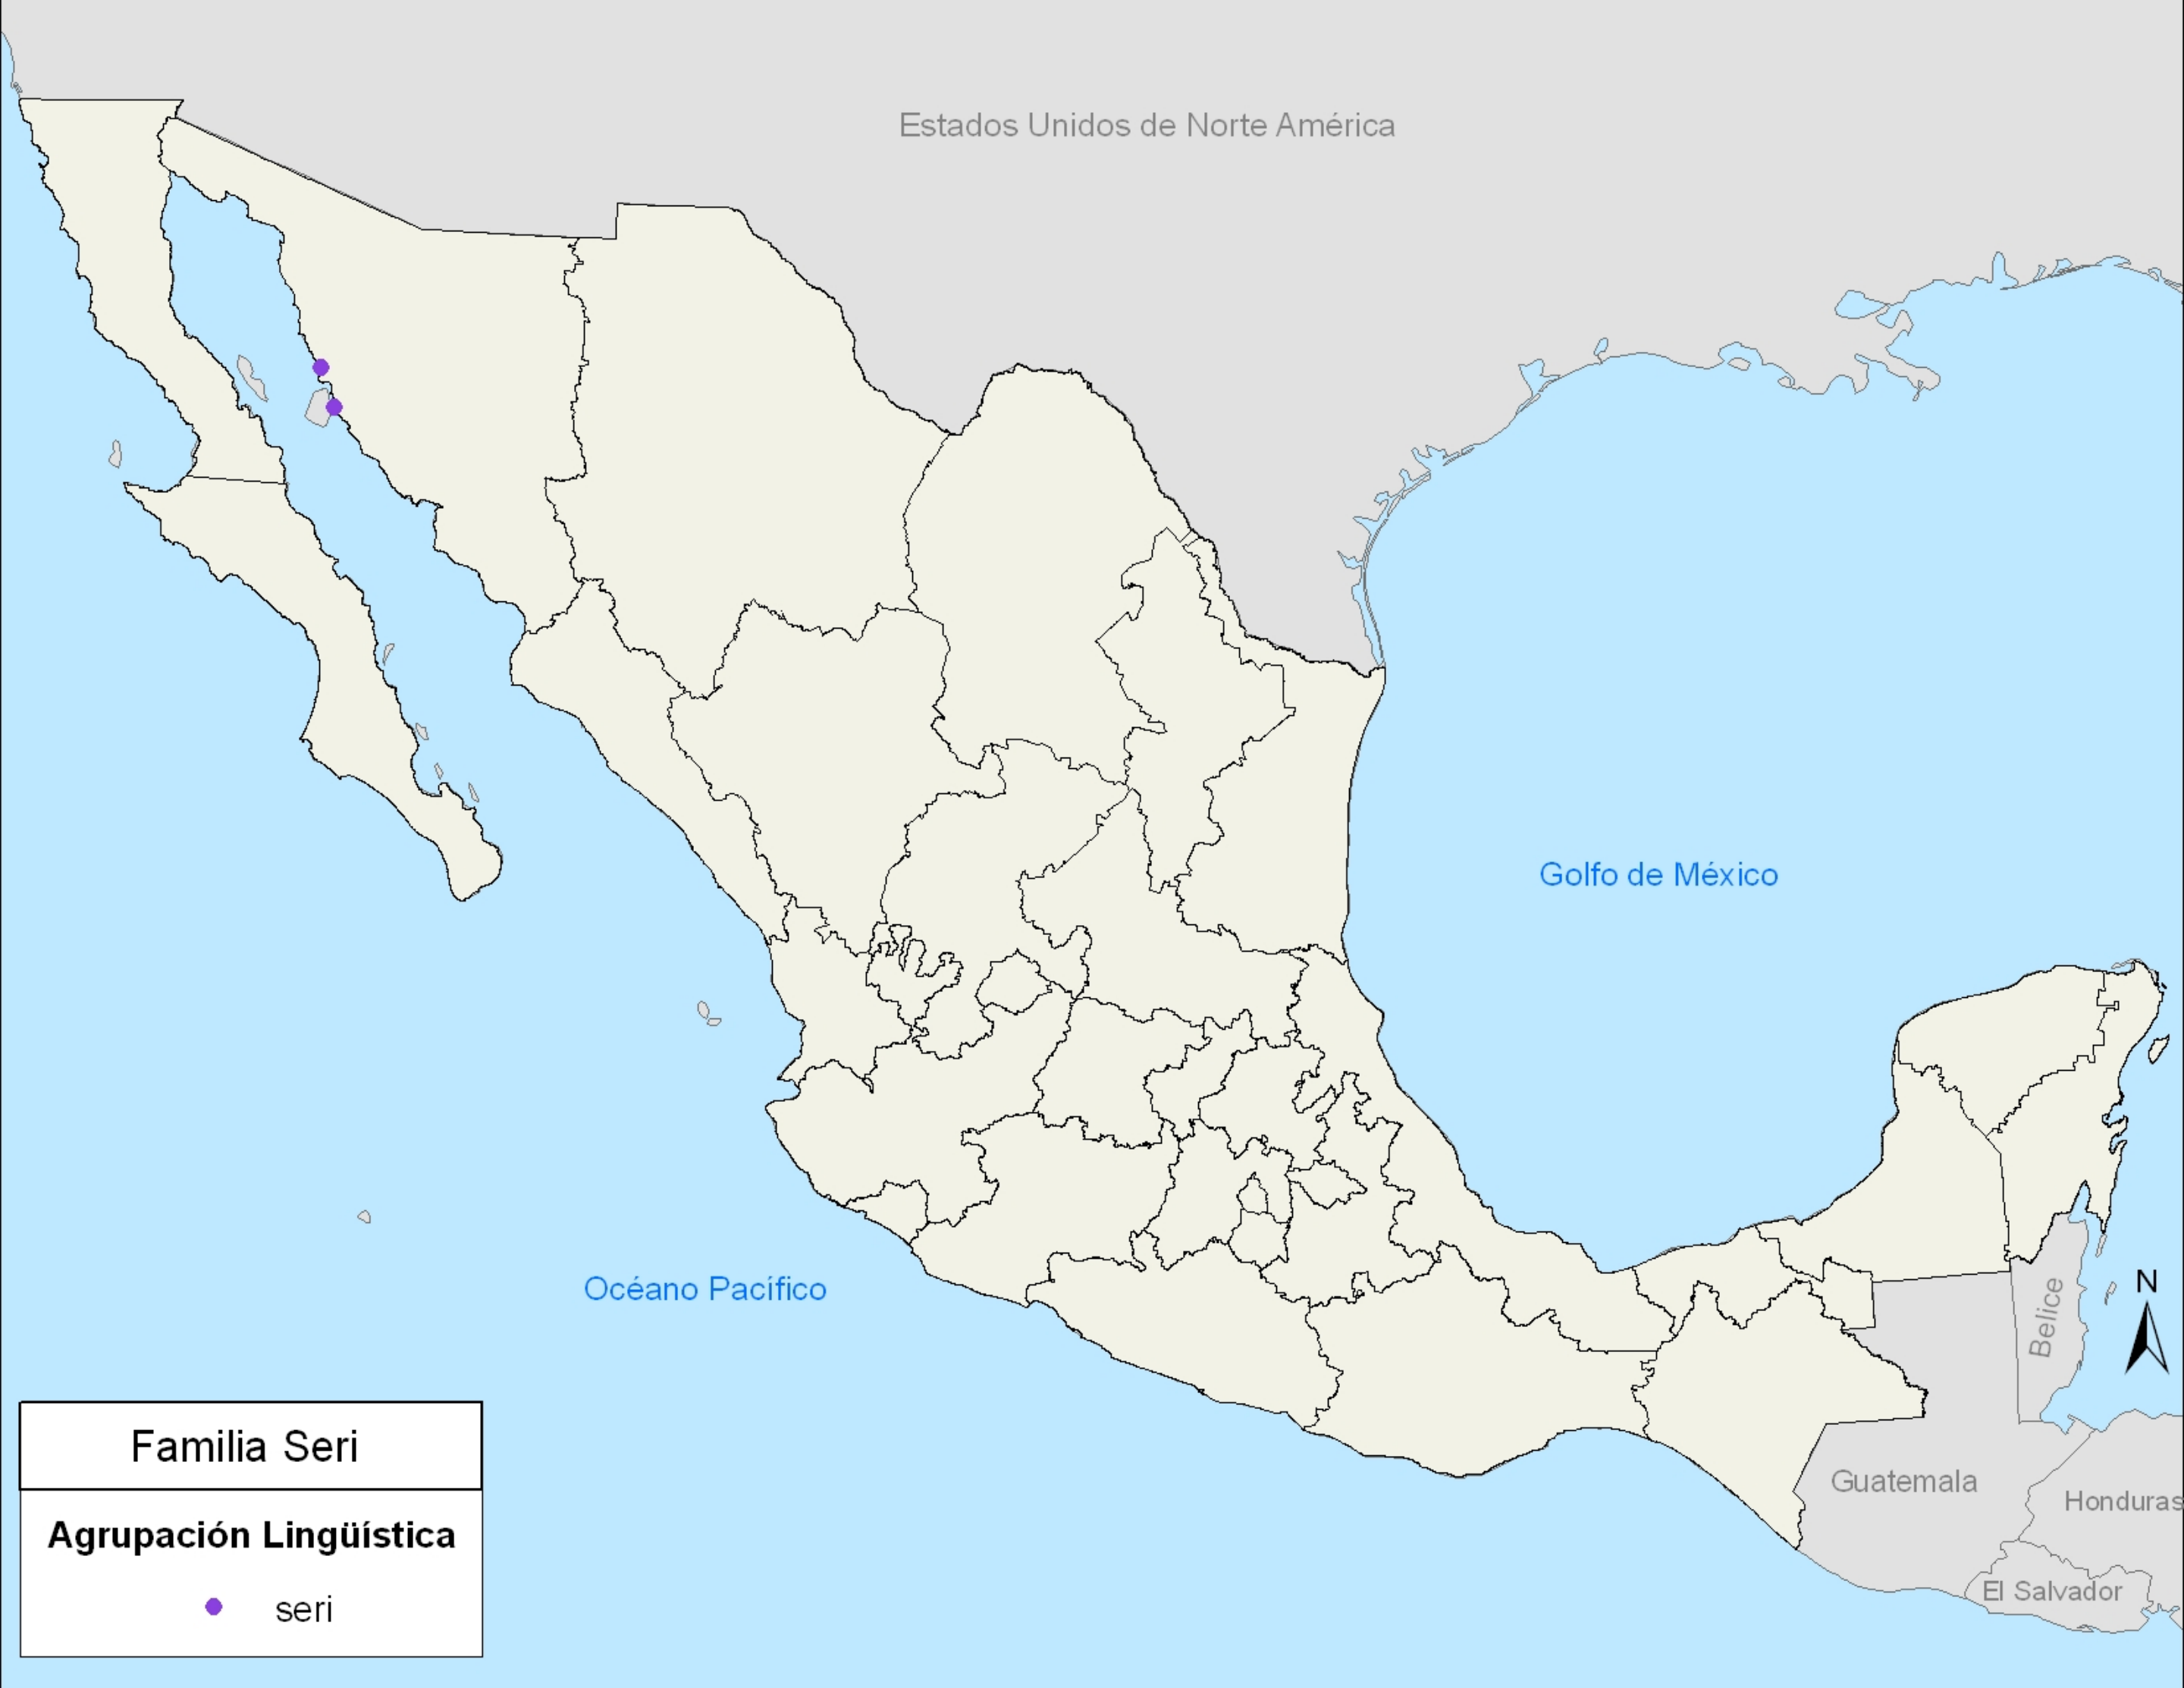 Estados Unidos de Norte América
Golfo de México
Océano Pacífico
N
Belice
Guatemala
Honduras
El Salvador
Familia Seri
Agrupación Lingüística
seri